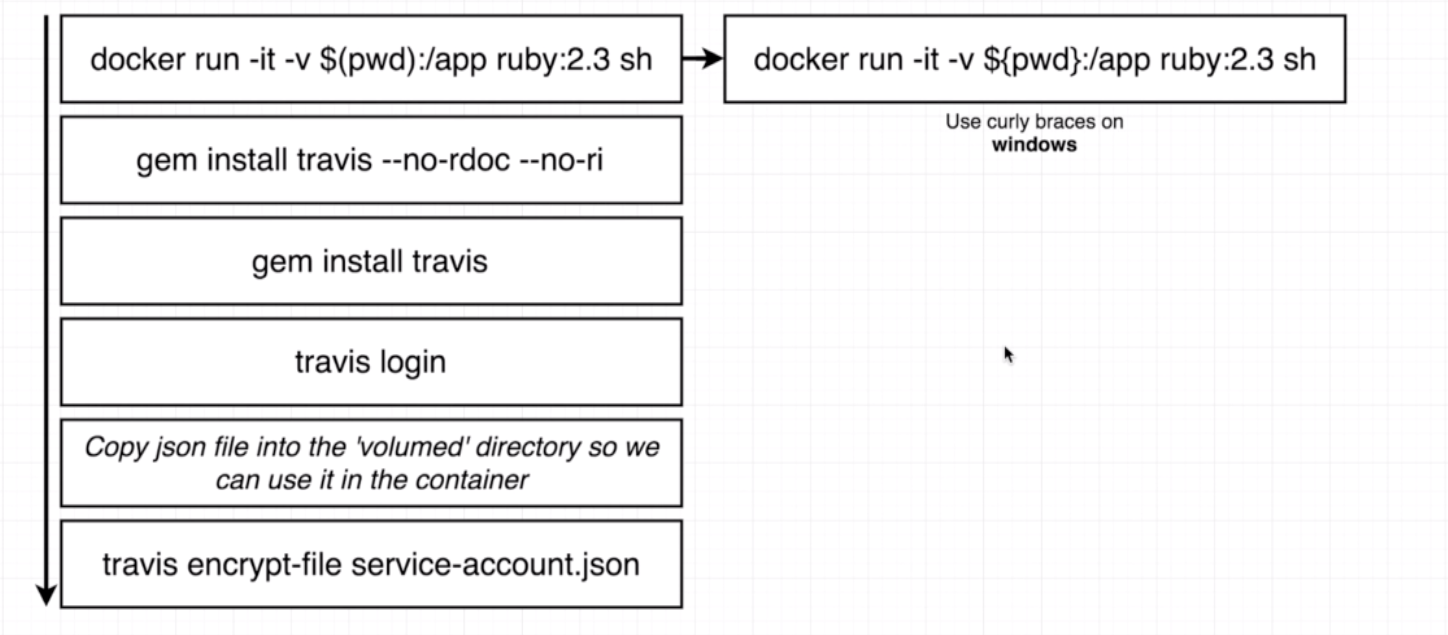 docker run -it -v $(pwd):/app ruby:2.3 sh
docker run -it -v ${pwd}:/app ruby:2.3 sh
Use curly braces on
windows
gem install travis --no-rdoc --no-ri
gem install travis
travis login
Copy json file into the 'volumed' directory so we
can use it in the container
travis encrypt-file service-account.json